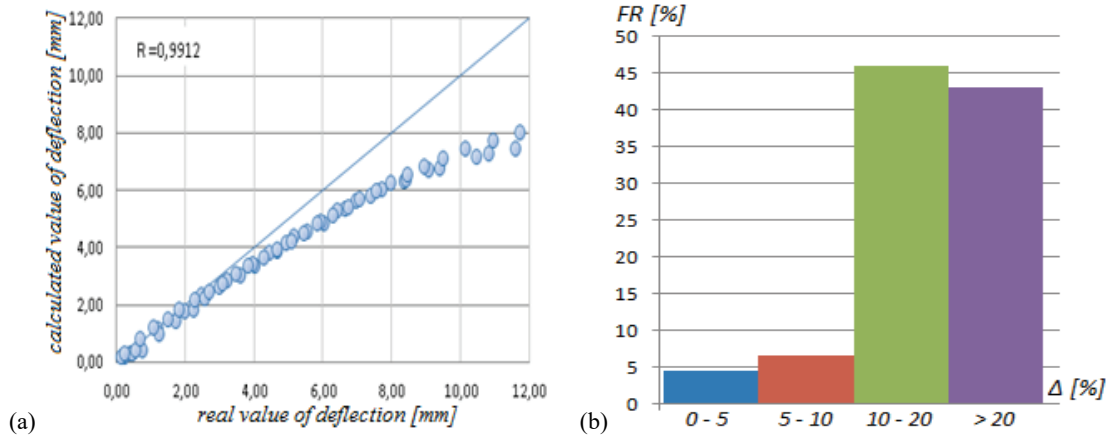 12,00
R =0,9912
10,00
8,00
6,00
4,00
2,00
0,00
calculated value of deflection [mm]
0,00 2,00 4,00 6,00 8,00 10,00 12,00
real value of deflection [mm]
(a)
FR [%]
50
45
40
35
30
25
20
15
10
5
0
0 - 5 5 - 10 10 - 20 > 20
Δ [%]
(b)